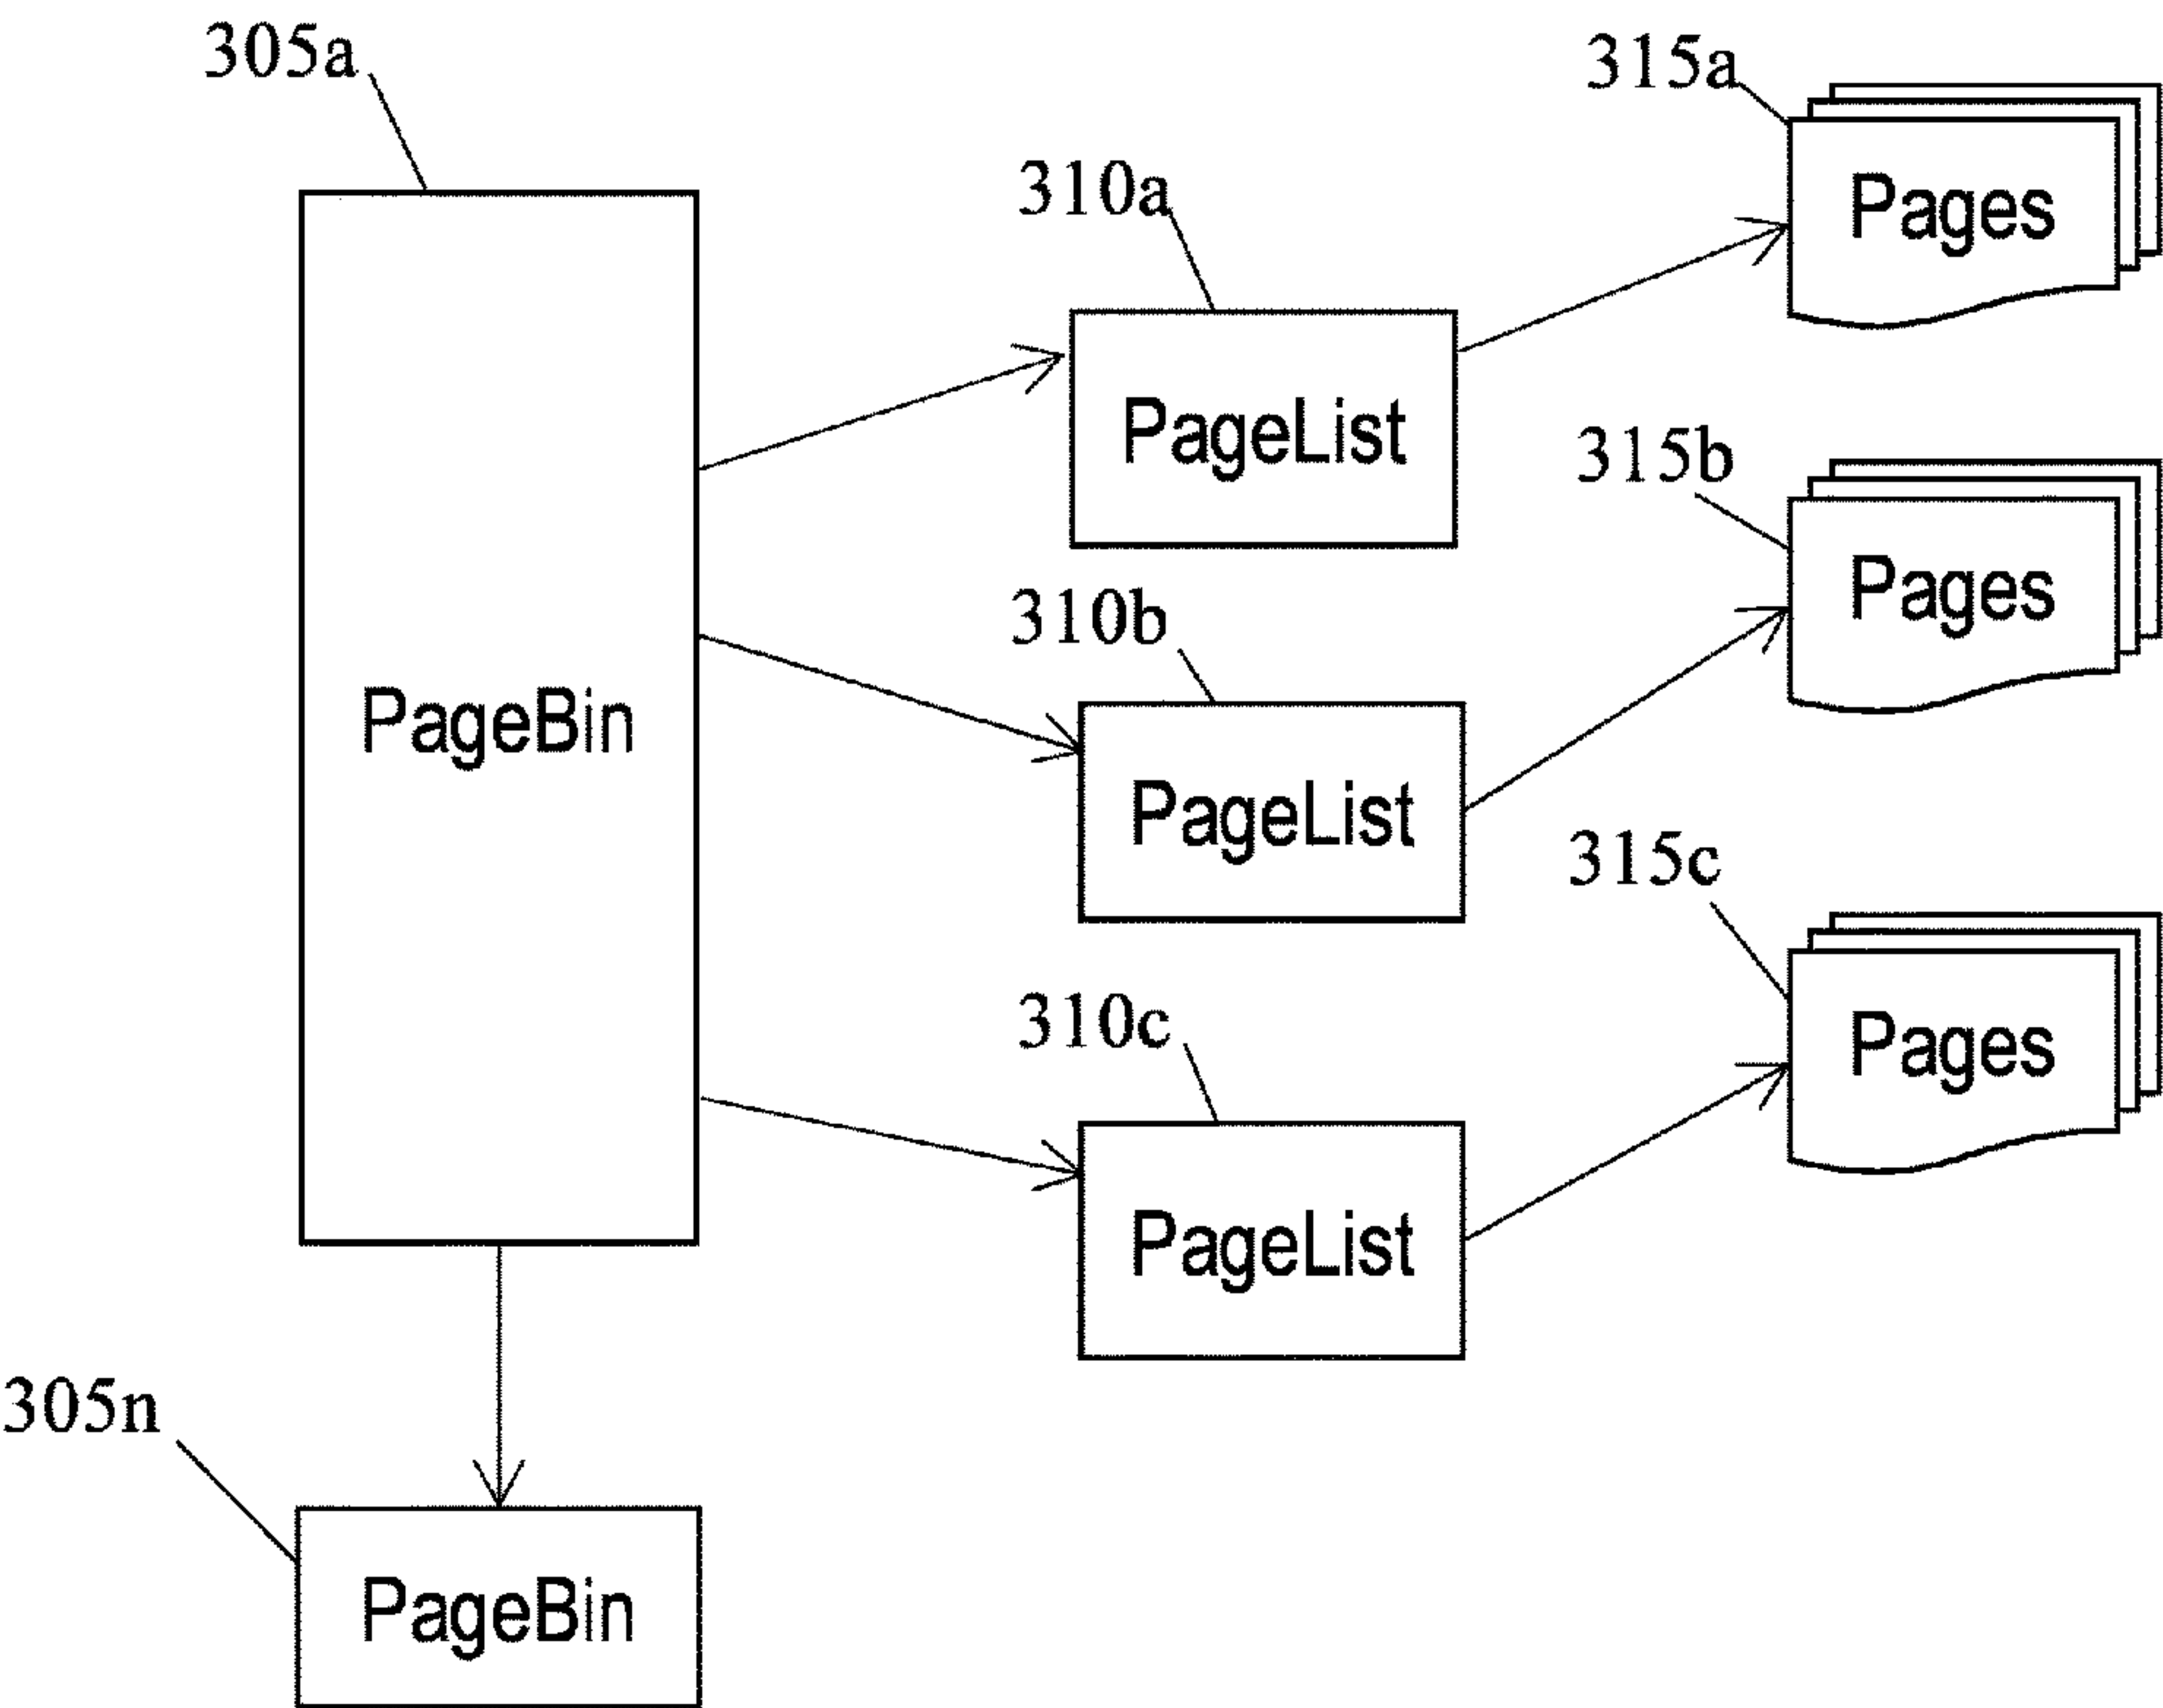 305a
315a
Pages
310a
PageList
315b
Pages
310b
PageBin
PageList
315c
310c
Pages
PageList
305n
PageBin